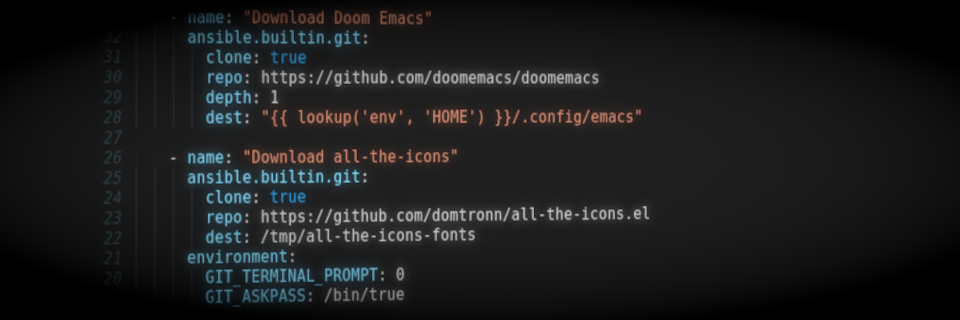 - name: "Download Doom Emacs"
32 ansible.builtin.git:
31 clone: true
30 repo: https://github.com/doomemacs/doomemacs
29 depth: 1
28 dest: "{{ lookup('env', 'HOME') }}/.config/emacs"
27
26 - name: "Download all-the-icons"
25 ansible.builtin.git:
24 clone: true
23 repo: https://github.com/domtronn/all-the-icons.el
22 dest: /tmp/all-the-icons-fonts
21 environment:
20 GIT_TERMINAL_PROMPT: 0
GIT_ASKPASS: /bin/true